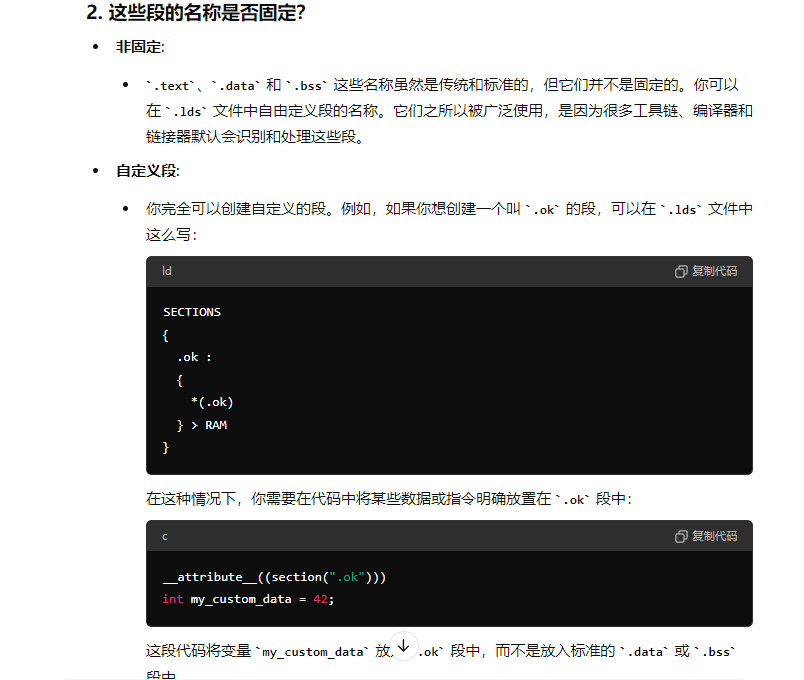 2. 这些段的名称是否固定？
• 非固定:
• `.text`、`.data` 和 `.bss` 这些名称虽然是传统和标准的，但它们并不是固定的。你可以
在 `.lds` 文件中自由定义段的名称。它们之所以被广泛使用，是因为很多工具链、编译器和
链接器默认会识别和处理这些段。
• 自定义段:
• 你完全可以创建自定义的段。例如，如果你想创建一个叫 `.ok` 的段，可以在 `.lds` 文件中
这么写：
ld 复制代码
SECTIONS
{
.ok :
{
*(.ok)
} > RAM
}
在这种情况下，你需要在代码中将某些数据或指令明确放置在 `.ok` 段中：
c 复制代码
__attribute__((section(".ok")))
int my_custom_data = 42;
这段代码将变量 `my_custom_data` 放 .ok` 段中，而不是放入标准的 `.data` 或 `.bss`
段中